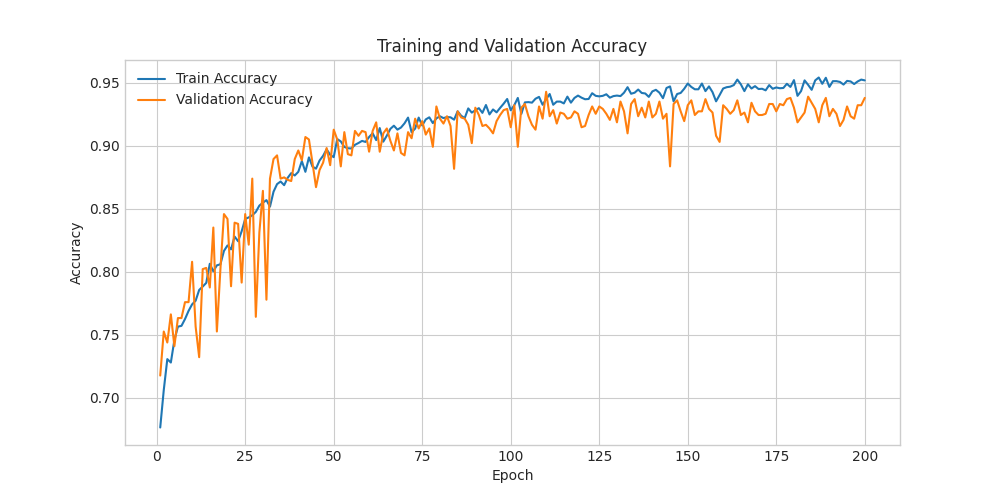 Training and Validation Accuracy
Train Accuracy
Validation Accuracy
Accuracy
0.95
0.90
0.85
0.80
0.75
0.70
0 25 50 75 100 125 150 175 200
Epoch